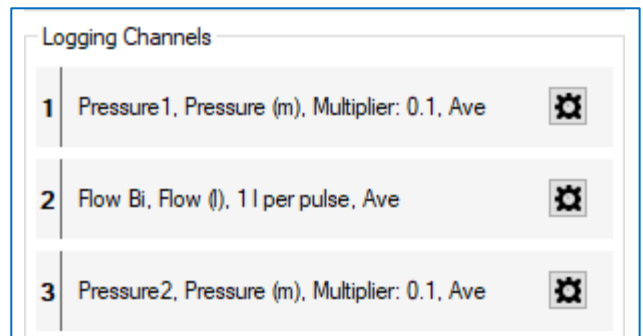 Logging Channels
1 Pressure1, Pressure (m), Multiplier: 0.1, Ave
2 Flow Bi, Flow (l), 1 l per pulse, Ave
3 Pressure2, Pressure (m), Multiplier: 0.1, Ave